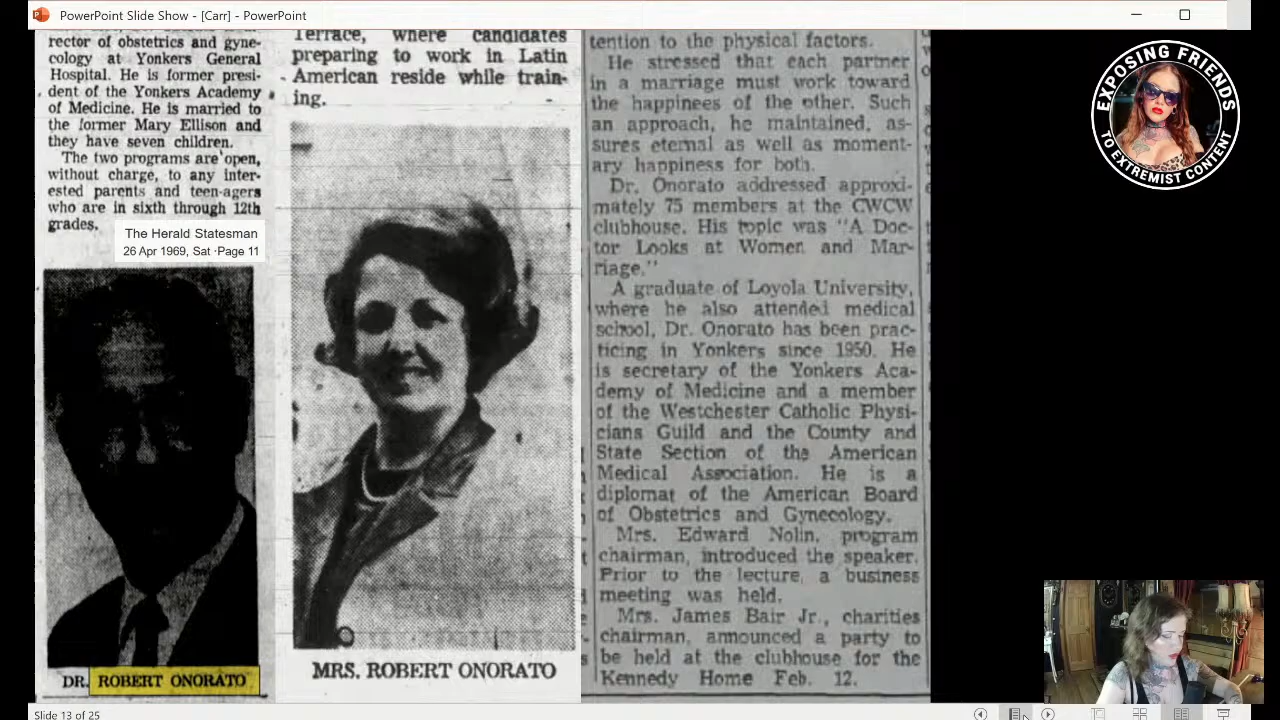 PowerPoint Slide Show - [Carr] - PowerPoint
rector of obstetrics and gyne-
cology at Yonkers General
Hospital. He is former presi-
dent of the Yonkers Academy
of Medicine. He is married to
the former Mary Ellison and
they have seven children.
The two programs are open,
without charge, to any inter-
ested parents and teen-agers
who are in sixth through 12th
grades.
The Herald Statesman
26 Apr 1969, Sat · Page 11
DR. ROBERT ONORATO
Terrace, where candidates
preparing to work in Latin
American reside while train-
ing.
MRS. ROBERT ONORATO
tention to the physical factors.
He stressed that each partner
in a marriage must work toward
the happinees of the other. Such
an approach, he maintained, as-
sures eternal as well as moment-
ary happiness for both.
Dr. Onorato addressed approxi-
mately 75 members at the CWCW
clubhouse. His topic was "A Doc-
tor Looks at Women and Mar-
riage."
A graduate of Loyola University,
where he also attended medical
school, Dr. Onorato has been prac-
ticing in Yonkers since 1950. He
is secretary of the Yonkers Aca-
demy of Medicine and a member
of the Westchester Catholic Physi-
cians Guild and the County and
State Section of the American
Medical Association. He is a
diplomat of the American Board
of Obstetrics and Gynecology.
Mrs. Edward Nolin, program
chairman, introduced the speaker.
Prior to the lecture, a business
meeting was held.
Mrs. James Bair Jr., charities
chairman, announced a party to
be held at the clubhouse for the
Kennedy Home Feb. 12.
EXPOSING FRIENDS
TO EXTREMIST CONTENT
Slide 13 of 25